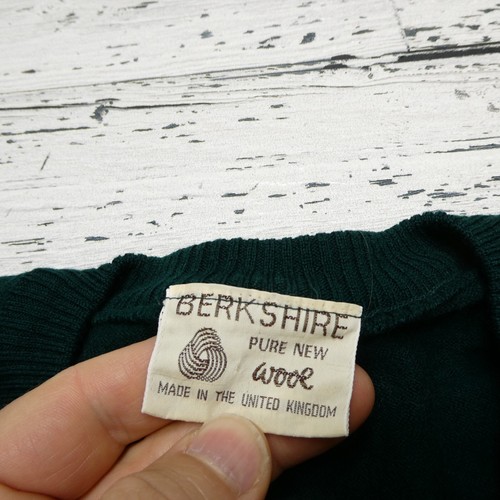 BERKSHIRE
PURE NEW
wool
MADE IN THE UNITED KINGDOM